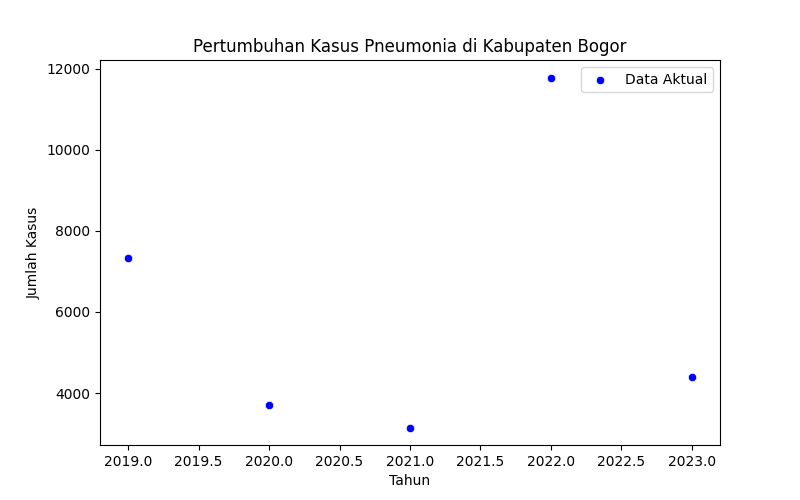 Pertumbuhan Kasus Pneumonia di Kabupaten Bogor
Data Aktual
12000
10000
8000
6000
4000
Jumlah Kasus
2019.0 2019.5 2020.0 2020.5 2021.0 2021.5 2022.0 2022.5 2023.0
Tahun